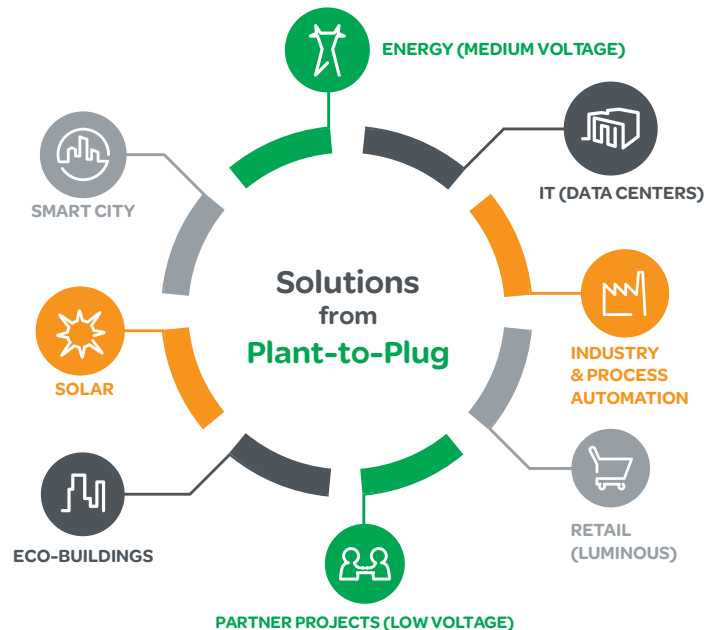 ENERGY (MEDIUM VOLTAGE)
IT (DATA CENTERS)
SMART CITY
Solutions
from
Plant-to-Plug
INDUSTRY
& PROCESS
AUTOMATION
SOLAR
RETAIL
(LUMINOUS)
ECO-BUILDINGS
PARTNER PROJECTS (LOW VOLTAGE)